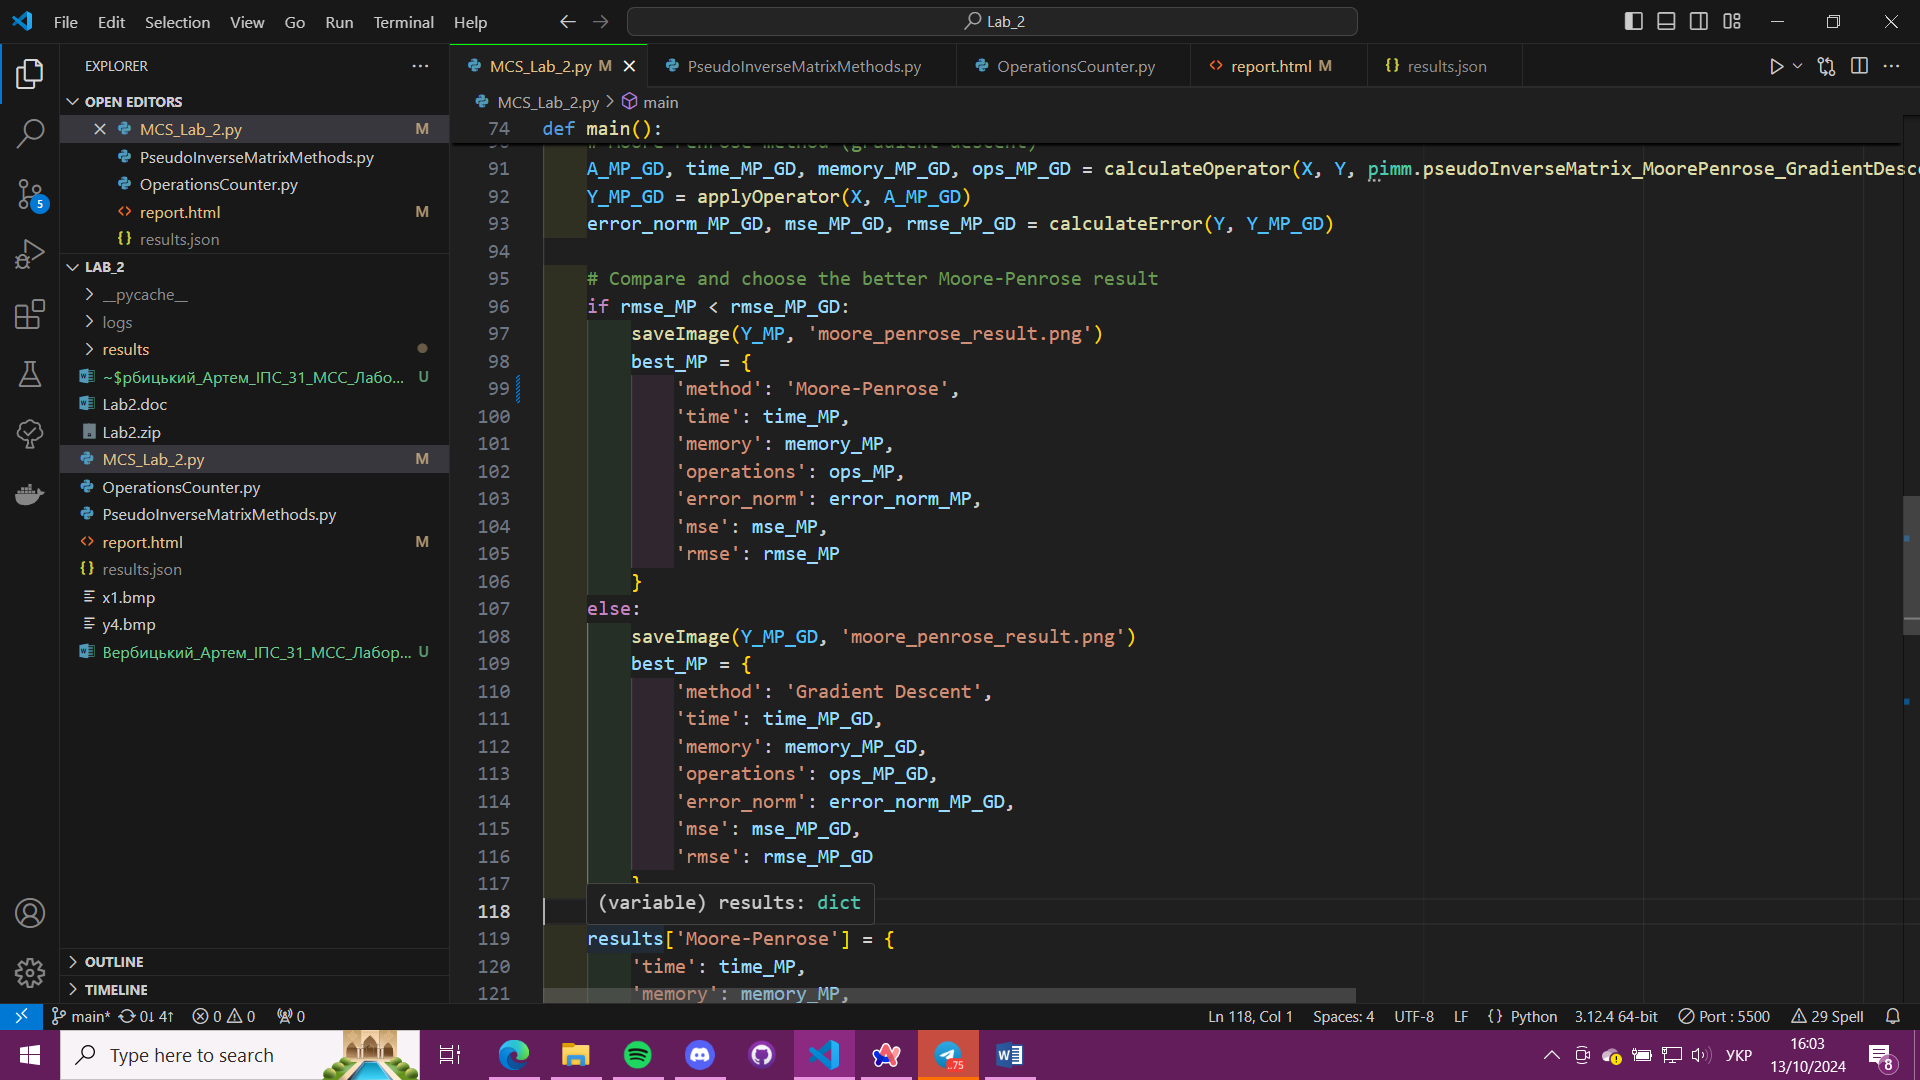 File Edit Selection View Go Run Terminal Help
Lab_2
EXPLORER
OPEN EDITORS
MCS_Lab_2.py M
PseudoInverseMatrixMethods.py
OperationsCounter.py
report.html M
results.json
LAB_2
__pycache__
logs
results
~$рбицький_Артем_ІПС_31_МСС_Лабо... U
Lab2.doc
Lab2.zip
MCS_Lab_2.py M
OperationsCounter.py
PseudoInverseMatrixMethods.py
report.html M
results.json
x1.bmp
y4.bmp
Вербицький_Артем_ІПС_31_МСС_Лабор... U
OUTLINE
TIMELINE
MCS_Lab_2.py M PseudoInverseMatrixMethods.py OperationsCounter.py report.html M results.json
MCS_Lab_2.py > main
74 def main():
# Moore-Penrose method (gradient descent)
91 A_MP_GD, time_MP_GD, memory_MP_GD, ops_MP_GD = calculateOperator(X, Y, pimm.pseudoInverseMatrix_MoorePenrose_GradientDesc
92 Y_MP_GD = applyOperator(X, A_MP_GD)
93 error_norm_MP_GD, mse_MP_GD, rmse_MP_GD = calculateError(Y, Y_MP_GD)
94
95 # Compare and choose the better Moore-Penrose result
96 if rmse_MP < rmse_MP_GD:
97 saveImage(Y_MP, 'moore_penrose_result.png')
98 best_MP = {
99 'method': 'Moore-Penrose',
100 'time': time_MP,
101 'memory': memory_MP,
102 'operations': ops_MP,
103 'error_norm': error_norm_MP,
104 'mse': mse_MP,
105 'rmse': rmse_MP
106 }
107 else:
108 saveImage(Y_MP_GD, 'moore_penrose_result.png')
109 best_MP = {
110 'method': 'Gradient Descent',
111 'time': time_MP_GD,
112 'memory': memory_MP_GD,
113 'operations': ops_MP_GD,
114 'error_norm': error_norm_MP_GD,
115 'mse': mse_MP_GD,
116 'rmse': rmse_MP_GD
117 }
(variable) results: dict
118
119 results['Moore-Penrose'] = {
120 'time': time_MP,
121 'memory': memory_MP,
5
main* 0↓ 4↑ 0 0 0 Ln 118, Col 1 Spaces: 4 UTF-8 LF {} Python 3.12.4 64-bit Port : 5500 29 Spell
Type here to search
..75
УКР
16:03
13/10/2024
8